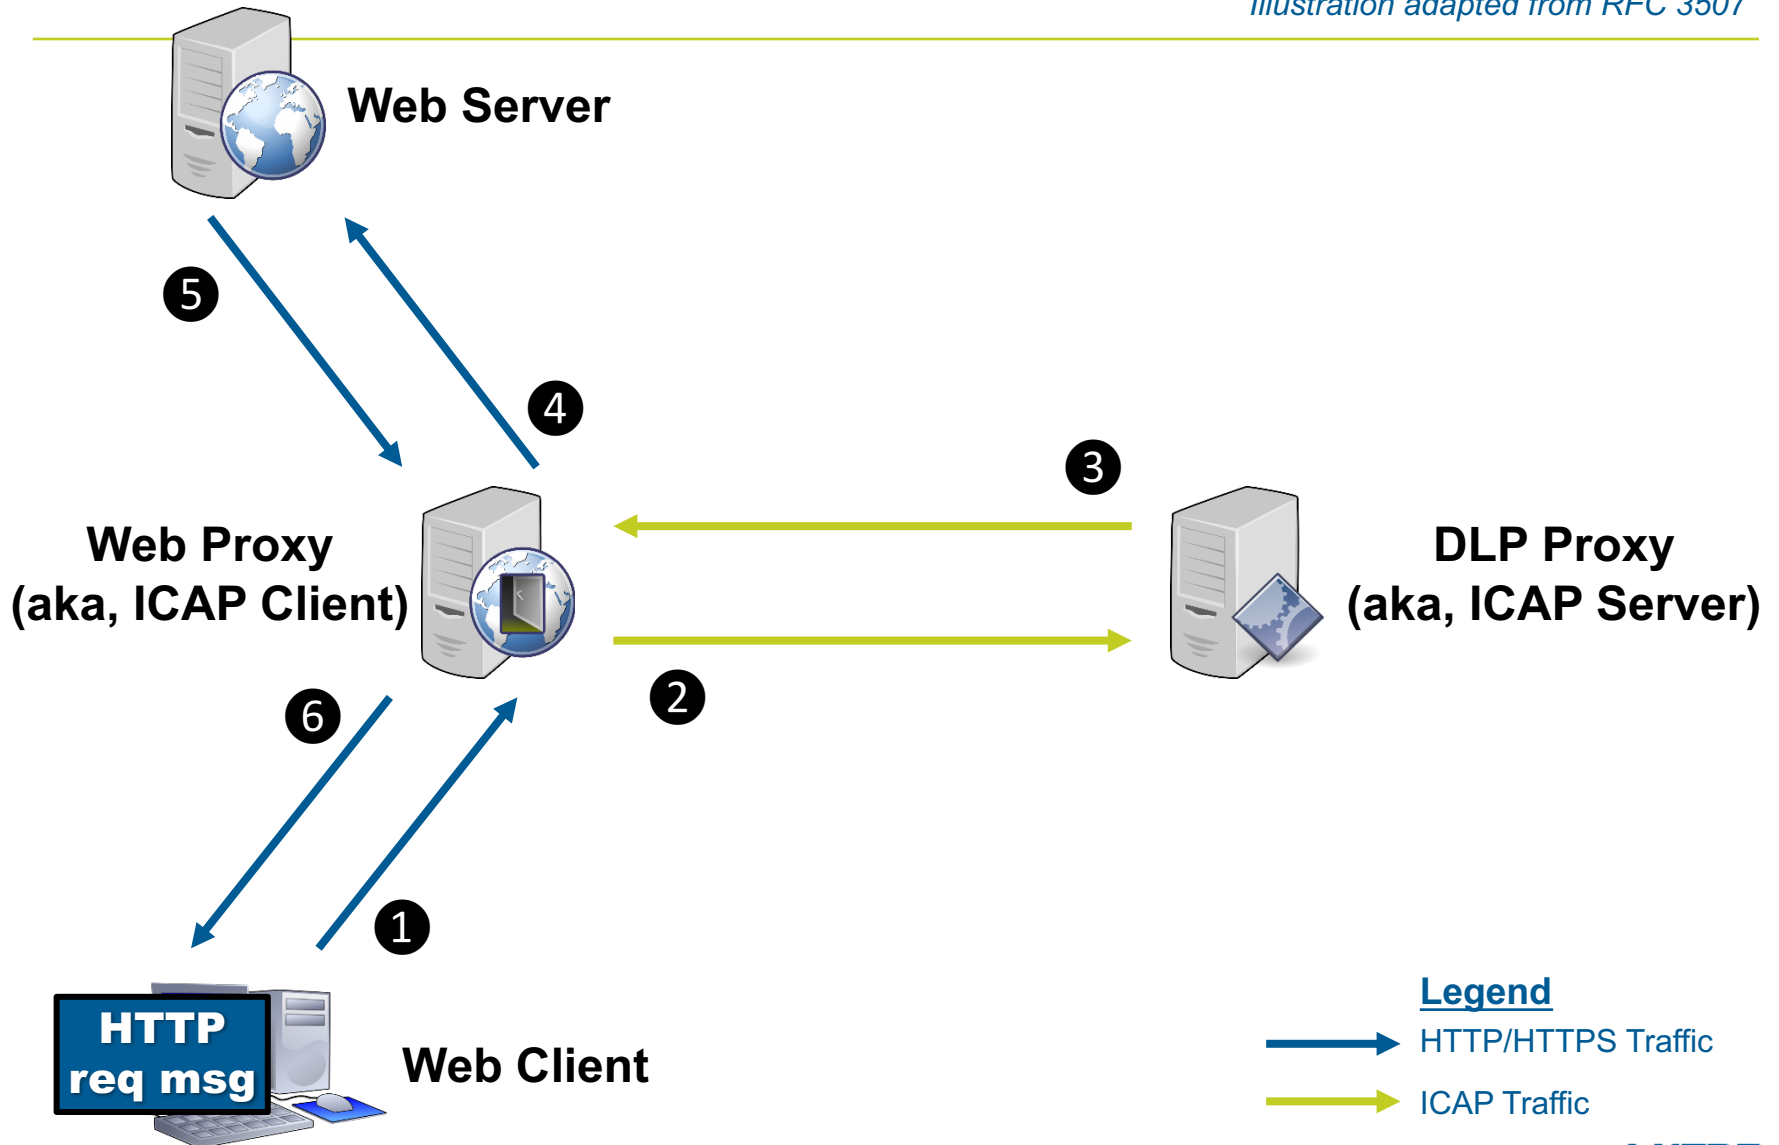 Illustration adapted from RFC 3507
Web Server
5
4
3
Web Proxy
(aka, ICAP Client)
DLP Proxy
(aka, ICAP Server)
2
6
1
HTTP
req msg
Web Client
Legend
HTTP/HTTPS Traffic
ICAP Traffic